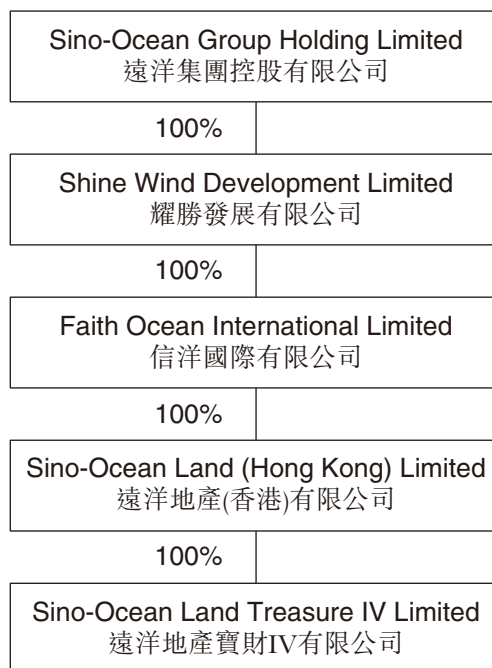 Sino-Ocean Group Holding Limited
遠洋集團控股有限公司
100%
Shine Wind Development Limited
耀勝發展有限公司
100%
Faith Ocean International Limited
信洋國際有限公司
100%
Sino-Ocean Land (Hong Kong) Limited
遠洋地產(香港)有限公司
100%
Sino-Ocean Land Treasure IV Limited
遠洋地產寶財IV有限公司